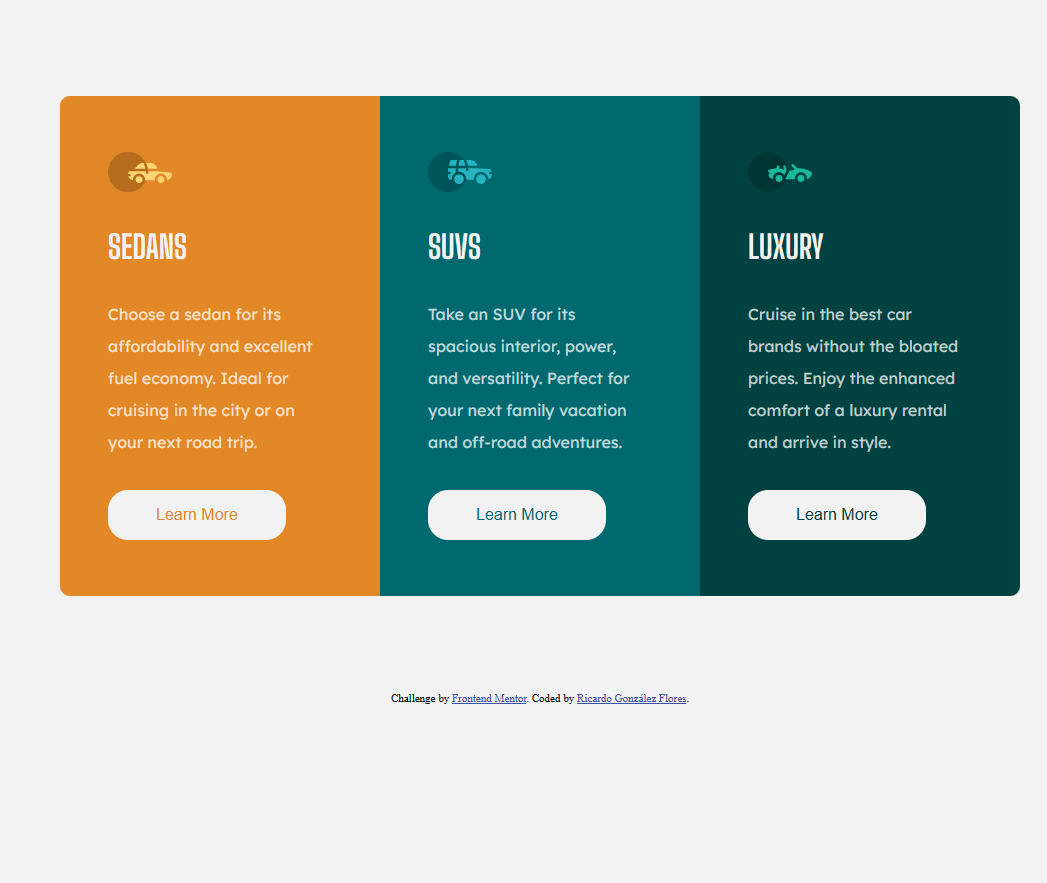 SEDANS
Choose a sedan for its
affordability and excellent
fuel economy. Ideal for
cruising in the city or on
your next road trip.
Learn More
SUVS
Take an SUV for its
spacious interior, power,
and versatility. Perfect for
your next family vacation
and off-road adventures.
Learn More
LUXURY
Cruise in the best car
brands without the bloated
prices. Enjoy the enhanced
comfort of a luxury rental
and arrive in style.
Learn More
Challenge by Frontend Mentor. Coded by Ricardo González Flores.